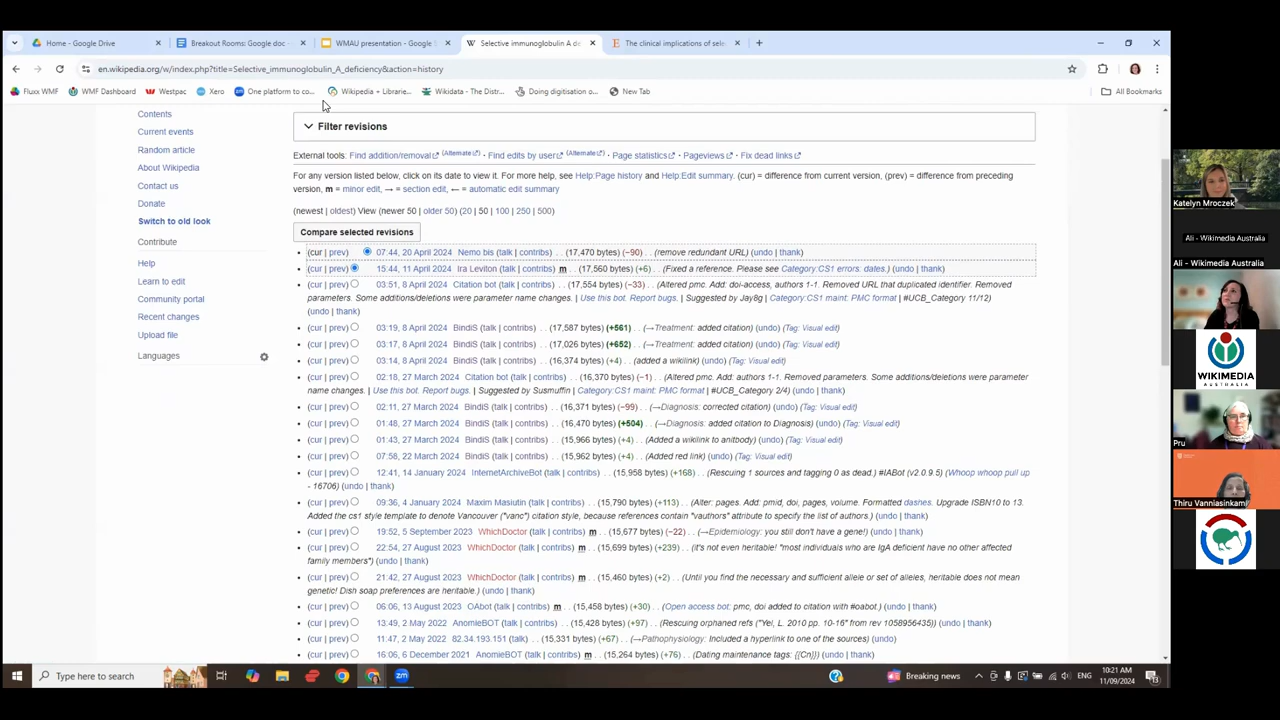 Home - Google Drive
Breakout Rooms: Google doc -
WMAU presentation - Google S
Selective immunoglobulin A de
The clinical implications of sele
en.wikipedia.org/w/index.php?title=Selective_immunoglobulin_A_deficiency&action=history
Fluxx WMF
WMF Dashboard
Westpac
Xero
One platform to co...
Wikipedia + Librarie...
Wikidata - The Distr...
Doing digitisation o...
New Tab
All Bookmarks
Contents
Current events
Random article
About Wikipedia
Contact us
Donate
Switch to old look
Contribute
Help
Learn to edit
Community portal
Recent changes
Upload file
Languages
Filter revisions
External tools: Find addition/removal (Alternate) · Find edits by user (Alternate) · Page statistics · Pageviews · Fix dead links
For any version listed below, click on its date to view it. For more help, see Help:Page history and Help:Edit summary. (cur) = difference from current version, (prev) = difference from preceding
version, m = minor edit, → = section edit, ← = automatic edit summary
(newest | oldest) View (newer 50 | older 50) (20 | 50 | 100 | 250 | 500)
Compare selected revisions
(cur | prev) 07:44, 20 April 2024 Nemo bis (talk | contribs) . . (17,470 bytes) (−90) . . (remove redundant URL) (undo | thank)
(cur | prev) 15:44, 11 April 2024 Ira Leviton (talk | contribs) m . . (17,560 bytes) (+6) . . (Fixed a reference. Please see Category:CS1 errors: dates.) (undo | thank)
(cur | prev) 03:51, 8 April 2024 Citation bot (talk | contribs) . . (17,554 bytes) (−33) . . (Altered pmc. Add: doi-access, authors 1-1. Removed URL that duplicated identifier. Removed
parameters. Some additions/deletions were parameter name changes. | Use this bot. Report bugs. | Suggested by Jay8g | Category:CS1 maint: PMC format | #UCB_Category 11/12)
(undo | thank)
(cur | prev) 03:19, 8 April 2024 BindiS (talk | contribs) . . (17,587 bytes) (+561) . . (→Treatment: added citation) (undo) (Tag: Visual edit)
(cur | prev) 03:17, 8 April 2024 BindiS (talk | contribs) . . (17,026 bytes) (+652) . . (→Treatment: added citation) (undo) (Tag: Visual edit)
(cur | prev) 03:14, 8 April 2024 BindiS (talk | contribs) . . (16,374 bytes) (+4) . . (added a wikilink) (undo) (Tag: Visual edit)
(cur | prev) 02:18, 27 March 2024 Citation bot (talk | contribs) . . (16,370 bytes) (−1) . . (Altered pmc. Add: authors 1-1. Removed parameters. Some additions/deletions were parameter
name changes. | Use this bot. Report bugs. | Suggested by Susmuffin | Category:CS1 maint: PMC format | #UCB_Category 2/4) (undo | thank)
(cur | prev) 02:11, 27 March 2024 BindiS (talk | contribs) . . (16,371 bytes) (−99) . . (→Diagnosis: corrected citation) (undo) (Tag: Visual edit)
(cur | prev) 01:48, 27 March 2024 BindiS (talk | contribs) . . (16,470 bytes) (+504) . . (→Diagnosis: added citation to Diagnosis) (undo) (Tag: Visual edit)
(cur | prev) 01:43, 27 March 2024 BindiS (talk | contribs) . . (15,966 bytes) (+4) . . (Added a wikilink to anitbody) (undo) (Tag: Visual edit)
(cur | prev) 07:58, 22 March 2024 BindiS (talk | contribs) . . (15,962 bytes) (+4) . . (Added red link) (undo) (Tag: Visual edit)
(cur | prev) 12:41, 14 January 2024 InternetArchiveBot (talk | contribs) . . (15,958 bytes) (+168) . . (Rescuing 1 sources and tagging 0 as dead.) #IABot (v2.0.9.5) (Whoop whoop pull up
- 16706) (undo | thank)
(cur | prev) 09:36, 4 January 2024 Maxim Masiutin (talk | contribs) . . (15,790 bytes) (+113) . . (Alter: pages. Add: pmid, doi, pages, volume. Formatted dashes. Upgrade ISBN10 to 13.
Added the cs1 style template to denote Vancouver ("vanc") citation style, because references contain "vauthors" attribute to specify the list of authors.) (undo | thank)
(cur | prev) 19:52, 5 September 2023 WhichDoctor (talk | contribs) m . . (15,677 bytes) (−22) . . (→Epidemiology: you still don't have a gene!) (undo | thank)
(cur | prev) 22:54, 27 August 2023 WhichDoctor (talk | contribs) m . . (15,699 bytes) (+239) . . (it's not even heritable! "most individuals who are IgA deficient have no other affected
family members") (undo | thank)
(cur | prev) 21:42, 27 August 2023 WhichDoctor (talk | contribs) m . . (15,460 bytes) (+2) . . (Until you find the necessary and sufficient allele or set of alleles, heritable does not mean
genetic! Dish soap preferences are heritable.) (undo | thank)
(cur | prev) 06:06, 13 August 2023 OAbot (talk | contribs) m . . (15,458 bytes) (+30) . . (Open access bot: pmc, doi added to citation with #oabot.) (undo | thank)
(cur | prev) 13:49, 2 May 2022 AnomieBOT (talk | contribs) . . (15,428 bytes) (+97) . . (Rescuing orphaned refs ("Yel, L. 2010 pp. 10-16" from rev 1058956435)) (undo | thank)
(cur | prev) 11:47, 2 May 2022 82.34.193.151 (talk) . . (15,331 bytes) (+67) . . (→Pathophysiology: Included a hyperlink to one of the sources) (undo)
(cur | prev) 16:06, 6 December 2021 AnomieBOT (talk | contribs) m . . (15,264 bytes) (+76) . . (Dating maintenance tags: {{Cn}}) (undo | thank)
Type here to search
Breaking news
ENG
10:21 AM
11/09/2024
Katelyn Mroczek
Ali - Wikimedia Australia
Ali - Wikimedia Australia
WIKIMEDIA
AUSTRALIA
Pru
Thiru Vanniasinkam